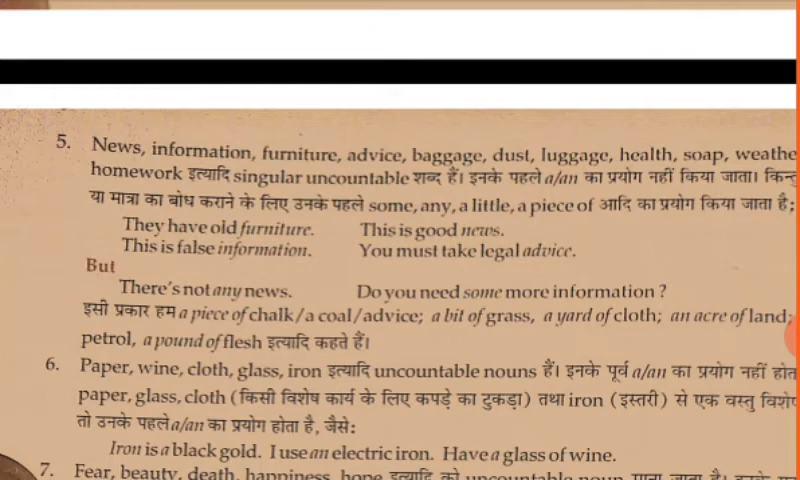 5. News, information, furniture, advice, baggage, dust, luggage, health, soap, weathe
homework इत्यादि singular uncountable शब्द हैं। इनके पहले a/an का प्रयोग नहीं किया जाता। किन्तु
या मात्रा का बोध कराने के लिए उनके पहले some, any, a little, a piece of आदि का प्रयोग किया जाता है;
They have old furniture. This is good news.
This is false information. You must take legal advice.
But
There's not any news. Do you need some more information ?
इसी प्रकार हम a piece of chalk/a coal/advice; a bit of grass, a yard of cloth; an acre of land;
petrol, a pound of flesh इत्यादि कहते हैं।
6. Paper, wine, cloth, glass, iron इत्यादि uncountable nouns हैं। इनके पूर्व a/an का प्रयोग नहीं होत
paper, glass, cloth (किसी विशेष कार्य के लिए कपड़े का टुकड़ा) तथा iron (इस्तरी) से एक वस्तु विशेष
तो उनके पहले a/an का प्रयोग होता है, जैसे:
Iron is a black gold. I use an electric iron. Have a glass of wine.
7. Fear, beauty, death, happiness, hope इत्यादि को uncountable noun माना जाता है।